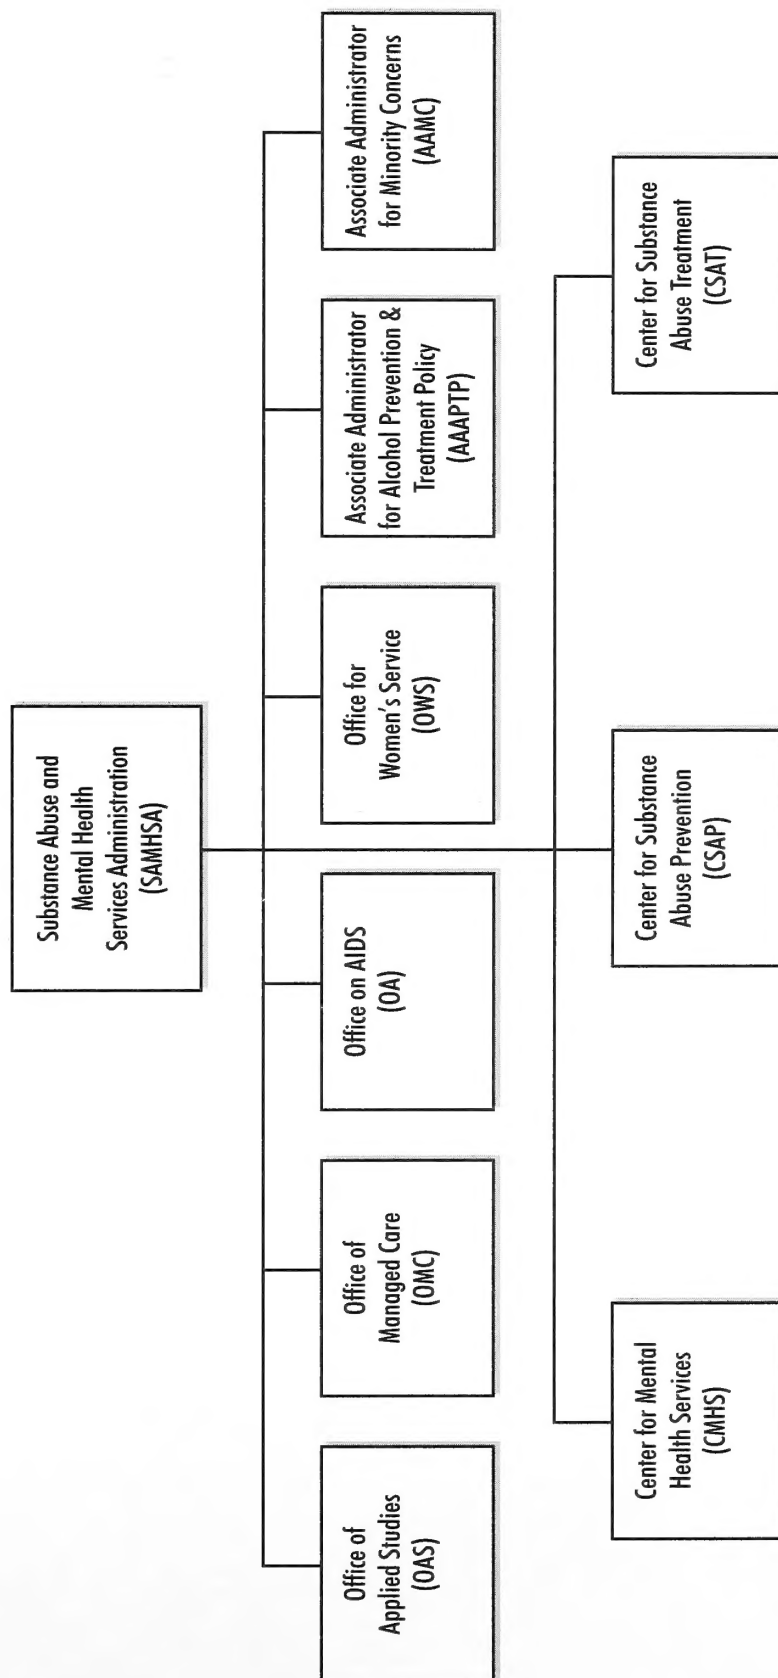 Substance Abuse and
Mental Health
Services Administration
(SAMHSA)
Office of
Applied Studies
(OAS)
Office of
Managed Care
(OMC)
Office on AIDS
(OA)
Office for
Women's Service
(OWS)
Associate Administrator
for Alcohol Prevention &
Treatment Policy
(AAAPTP)
Associate Administrator
for Minority Concerns
(AAMC)
Center for Mental
Health Services
(CMHS)
Center for Substance
Abuse Prevention
(CSAP)
Center for Substance
Abuse Treatment
(CSAT)